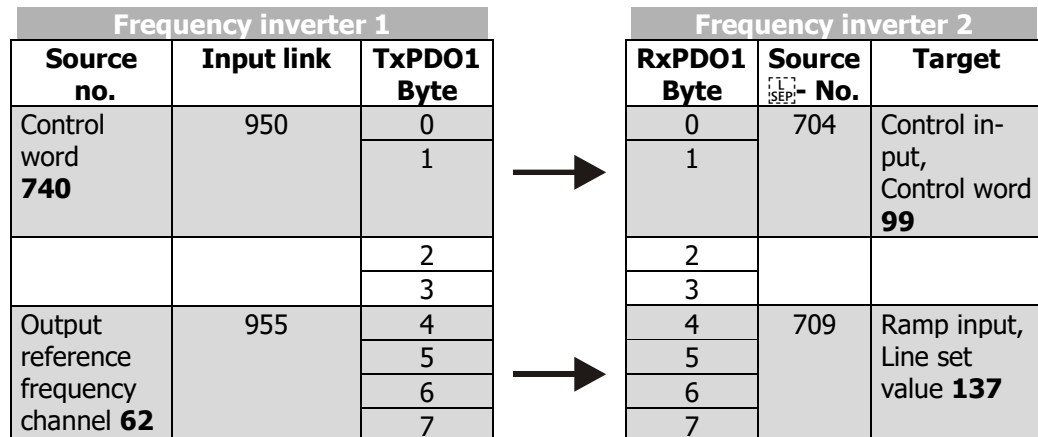 Frequency inverter 1
Source no. Input link TxPDO1 Byte
Control word 740 950 0
1
2
3
Output reference frequency channel 62 955 4
5
6
7
Frequency inverter 2
RxPDO1 Byte Source L SEP - No. Target
0 704 Control in-
put,
1 Control word
99
2
3
4 709 Ramp input,
5 Line set
6 value 137
7